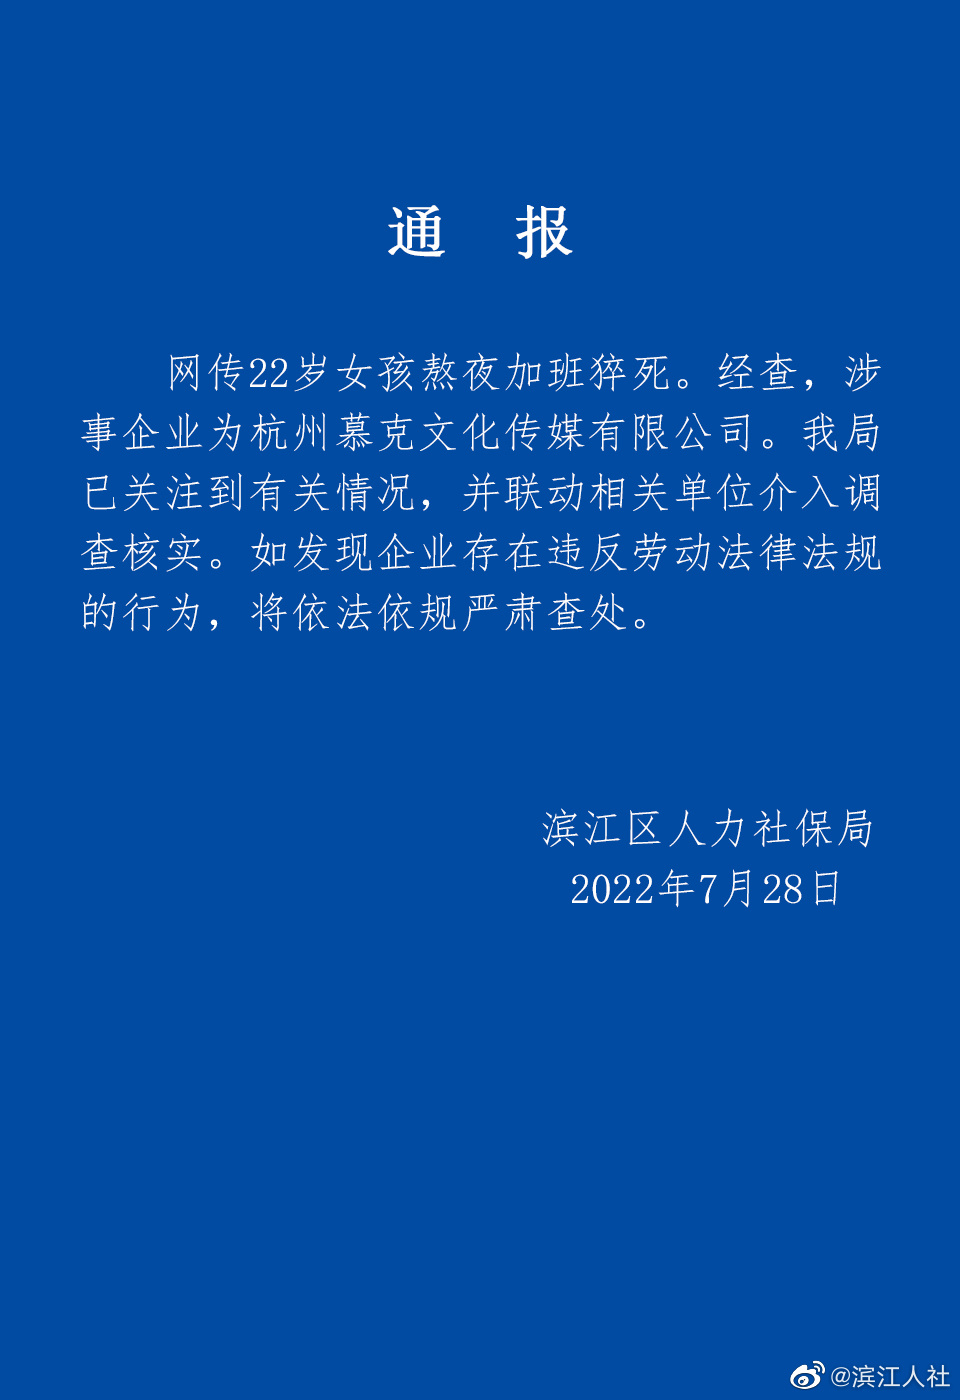 通 报
网传22岁女孩熬夜加班猝死。经查，涉
事企业为杭州慕克文化传媒有限公司。我局
已关注到有关情况，并联动相关单位介入调
查核实。如发现企业存在违反劳动法律法规
的行为，将依法依规严肃查处。
滨江区人力社保局
2022年7月28日
@滨江人社